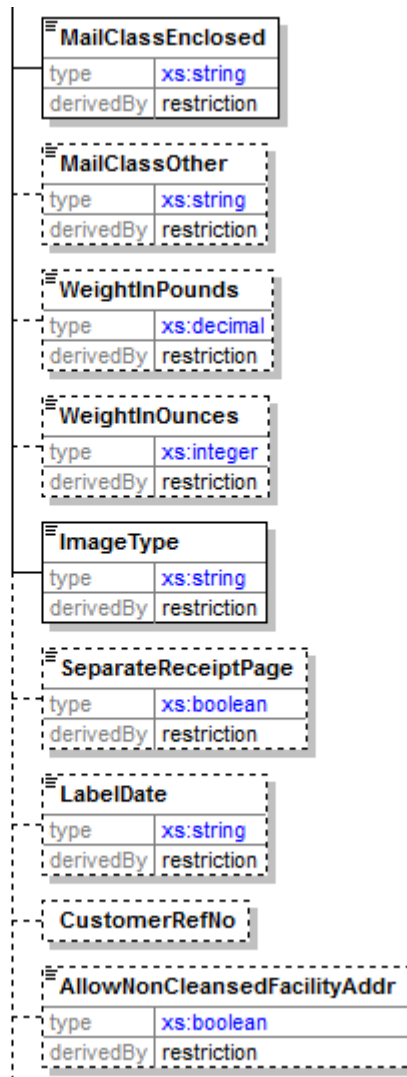 MailClassEnclosed
type xs:string
derivedBy restriction
MailClassOther
type xs:string
derivedBy restriction
WeightInPounds
type xs:decimal
derivedBy restriction
WeightInOunces
type xs:integer
derivedBy restriction
ImageType
type xs:string
derivedBy restriction
SeparateReceiptPage
type xs:boolean
derivedBy restriction
LabelDate
type xs:string
derivedBy restriction
CustomerRefNo
AllowNonCleansedFacilityAddr
type xs:boolean
derivedBy restriction